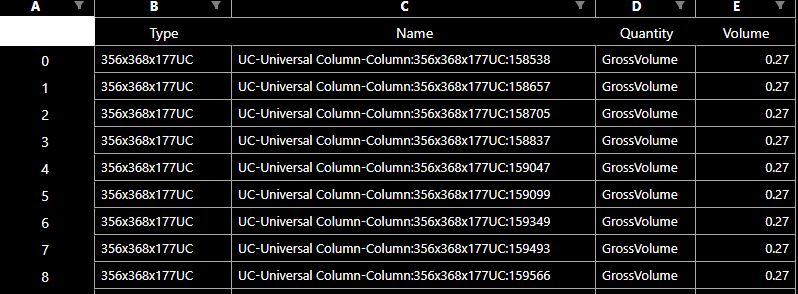 A B C D E
Type Name Quantity Volume
0 356x368x177UC UC-Universal Column-Column:356x368x177UC:158538 GrossVolume 0.27
1 356x368x177UC UC-Universal Column-Column:356x368x177UC:158657 GrossVolume 0.27
2 356x368x177UC UC-Universal Column-Column:356x368x177UC:158705 GrossVolume 0.27
3 356x368x177UC UC-Universal Column-Column:356x368x177UC:158837 GrossVolume 0.27
4 356x368x177UC UC-Universal Column-Column:356x368x177UC:159047 GrossVolume 0.27
5 356x368x177UC UC-Universal Column-Column:356x368x177UC:159099 GrossVolume 0.27
6 356x368x177UC UC-Universal Column-Column:356x368x177UC:159349 GrossVolume 0.27
7 356x368x177UC UC-Universal Column-Column:356x368x177UC:159493 GrossVolume 0.27
8 356x368x177UC UC-Universal Column-Column:356x368x177UC:159566 GrossVolume 0.27